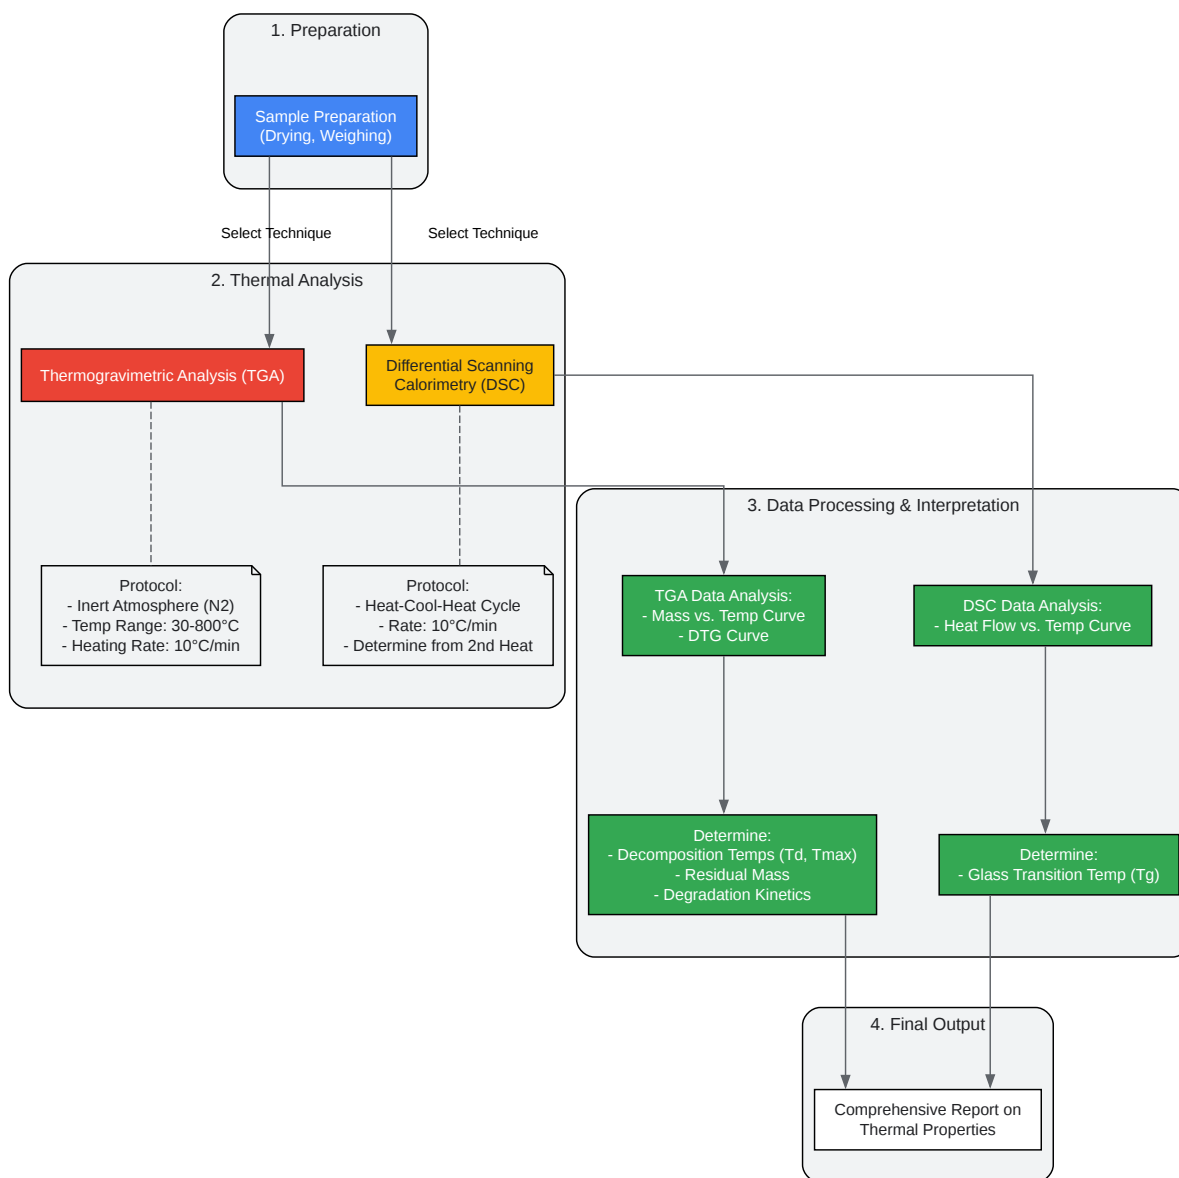 1. Preparation
Sample Preparation
(Drying, Weighing)
Select Technique
Select Technique
2. Thermal Analysis
Thermogravimetric Analysis (TGA)
Differential Scanning
Calorimetry (DSC)
Protocol:
- Inert Atmosphere (N2)
- Temp Range: 30-800°C
- Heating Rate: 10°C/min
Protocol:
- Heat-Cool-Heat Cycle
- Rate: 10°C/min
- Determine from 2nd Heat
3. Data Processing & Interpretation
TGA Data Analysis:
- Mass vs. Temp Curve
- DTG Curve
DSC Data Analysis:
- Heat Flow vs. Temp Curve
Determine:
- Decomposition Temps (Td, Tmax)
- Residual Mass
- Degradation Kinetics
Determine:
- Glass Transition Temp (Tg)
4. Final Output
Comprehensive Report on
Thermal Properties